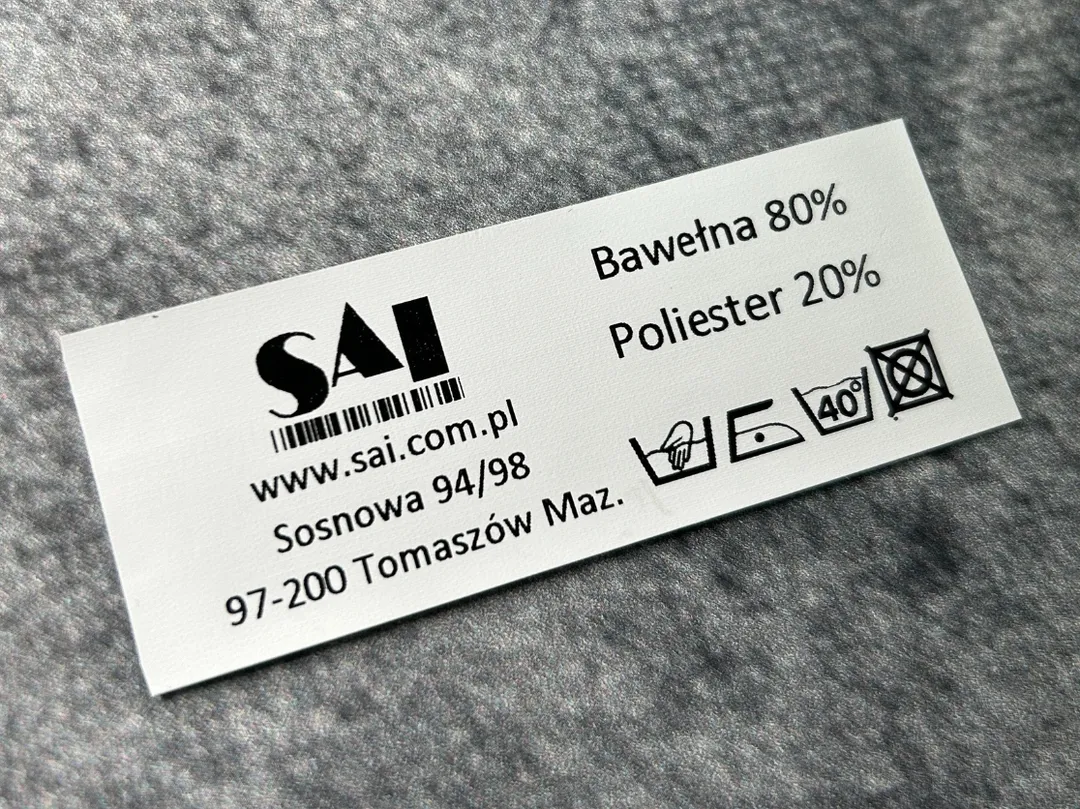 SAI
www.sai.com.pl
Sosnowa 94/98
97-200 Tomaszów Maz.
Bawełna 80%
Poliester 20%
40°